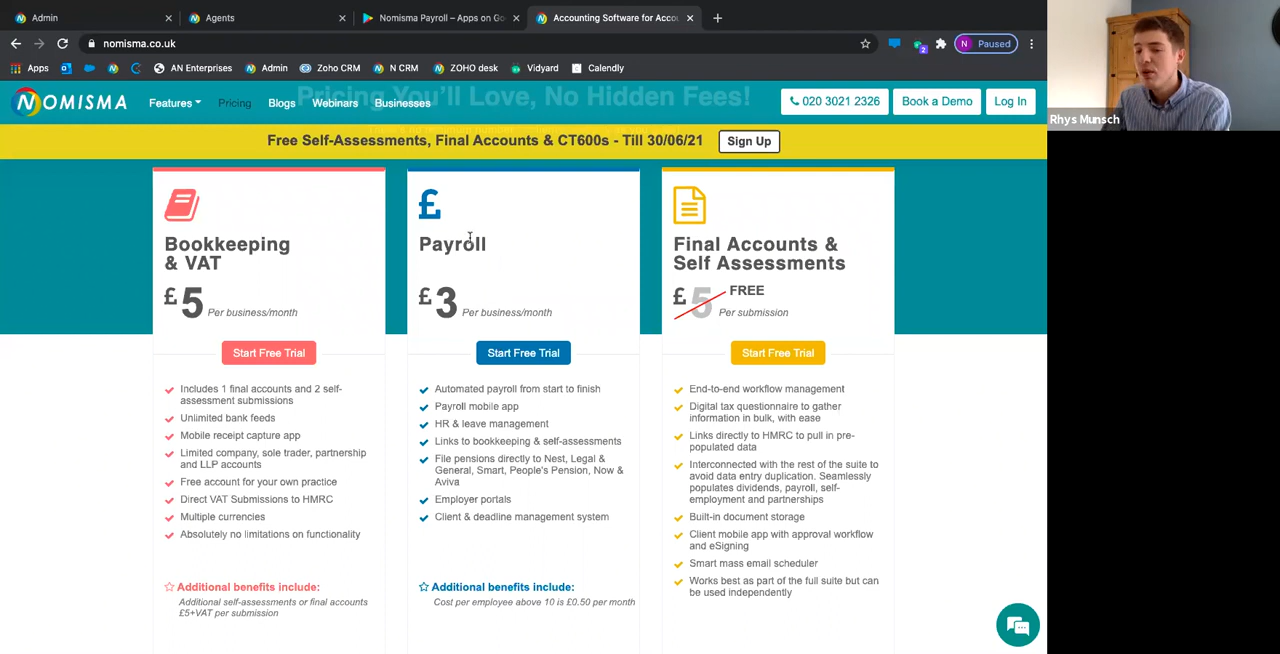 Admin
Agents
Nomisma Payroll – Apps on Go
Accounting Software for Accou
nomisma.co.uk
2
N Paused
Apps
AN Enterprises
Admin
Zoho CRM
N CRM
ZOHO desk
Vidyard
Calendly
NOMISMA
Features
Pricing
Blogs
Webinars
Businesses
Pricing You'll Love, No Hidden Fees!
020 3021 2326
Book a Demo
Log In
Free Self-Assessments, Final Accounts & CT600s - Till 30/06/21
Sign Up
Bookkeeping
& VAT
£5 Per business/month
Start Free Trial
Includes 1 final accounts and 2 self-
assessment submissions
Unlimited bank feeds
Mobile receipt capture app
Limited company, sole trader, partnership
and LLP accounts
Free account for your own practice
Direct VAT Submissions to HMRC
Multiple currencies
Absolutely no limitations on functionality
Additional benefits include:
Additional self-assessments or final accounts
£5+VAT per submission
£
Payroll
£3 Per business/month
Start Free Trial
Automated payroll from start to finish
Payroll mobile app
HR & leave management
Links to bookkeeping & self-assessments
File pensions directly to Nest, Legal &
General, Smart, People's Pension, Now &
Aviva
Employer portals
Client & deadline management system
Additional benefits include:
Cost per employee above 10 is £0.50 per month
Final Accounts &
Self Assessments
£5 FREE
Per submission
Start Free Trial
End-to-end workflow management
Digital tax questionnaire to gather
information in bulk, with ease
Links directly to HMRC to pull in pre-
populated data
Interconnected with the rest of the suite to
avoid data entry duplication. Seamlessly
populates dividends, payroll, self-
employment and partnerships
Built-in document storage
Client mobile app with approval workflow
and eSigning
Smart mass email scheduler
Works best as part of the full suite but can
be used independently
Rhys Munsch